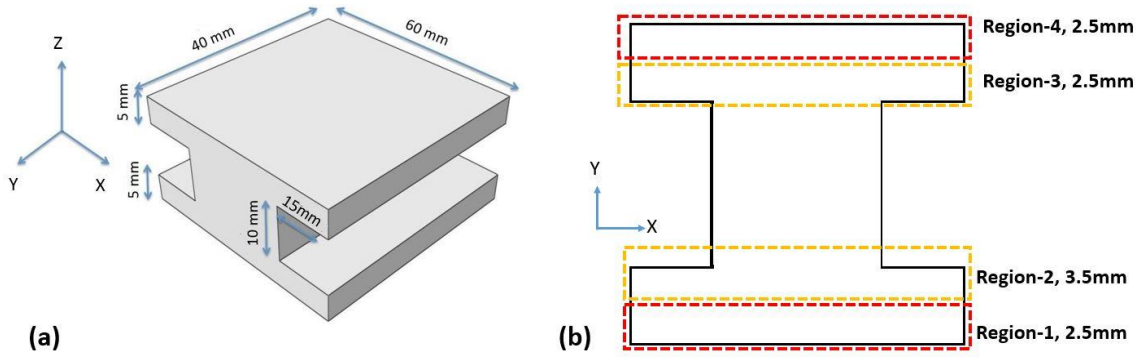 Z
Y
X
40 mm
60 mm
5 mm
5 mm
10 mm
15mm
(a)
Region-4, 2.5mm
Region-3, 2.5mm
Y
X
Region-2, 3.5mm
Region-1, 2.5mm
(b)